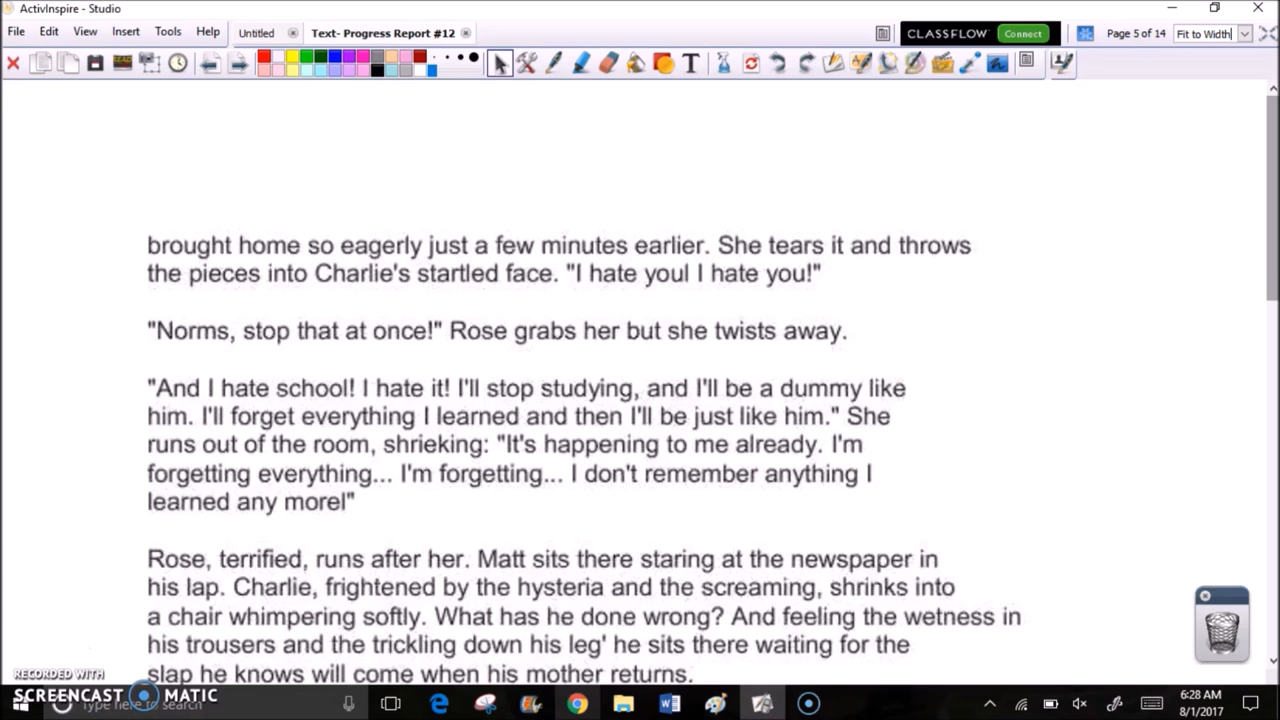 ActivInspire - Studio
File Edit View Insert Tools Help
Untitled
Text- Progress Report #12
CLASSFLOW Connect
Page 5 of 14
Fit to Width
brought home so eagerly just a few minutes earlier. She tears it and throws
the pieces into Charlie's startled face. "I hate youl I hate you!"
"Norms, stop that at once!" Rose grabs her but she twists away.
"And I hate school! I hate it! I'll stop studying, and I'll be a dummy like
him. I'll forget everything I learned and then I'll be just like him." She
runs out of the room, shrieking: "It's happening to me already. I'm
forgetting everything... I'm forgetting... I don't remember anything I
learned any morel"
Rose, terrified, runs after her. Matt sits there staring at the newspaper in
his lap. Charlie, frightened by the hysteria and the screaming, shrinks into
a chair whimpering softly. What has he done wrong? And feeling the wetness in
his trousers and the trickling down his leg' he sits there waiting for the
slap he knows will come when his mother returns.
RECORDED WITH
SCREENCAST MATIC
Type here to search
6:28 AM
8/1/2017